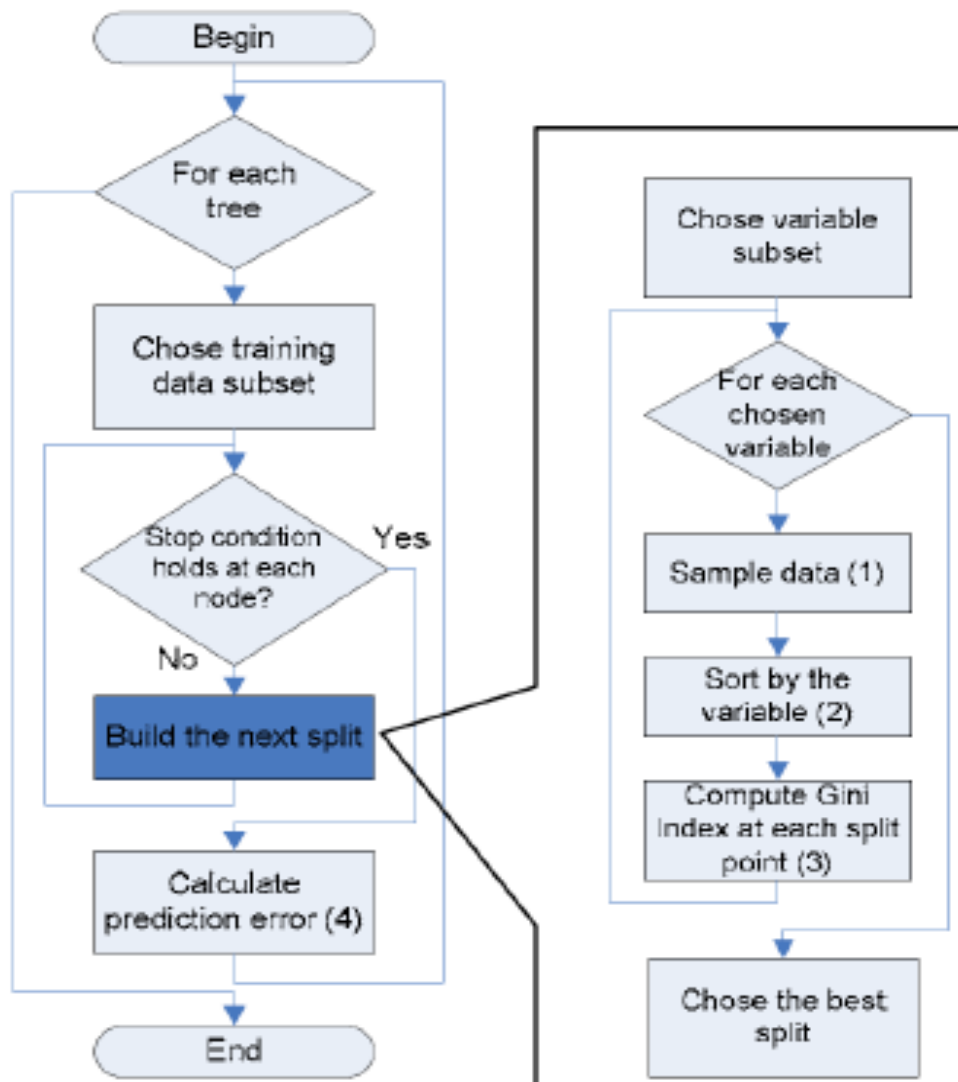 Begin
For each
tree
Chose training
data subset
Stop condition
holds at each
node?
Yes
No
Build the next split
Calculate
prediction error (4)
End
Chose variable
subset
For each
chosen
variable
Sample data (1)
Sort by the
variable (2)
Compute Gini
Index at each split
point (3)
Chose the best
split